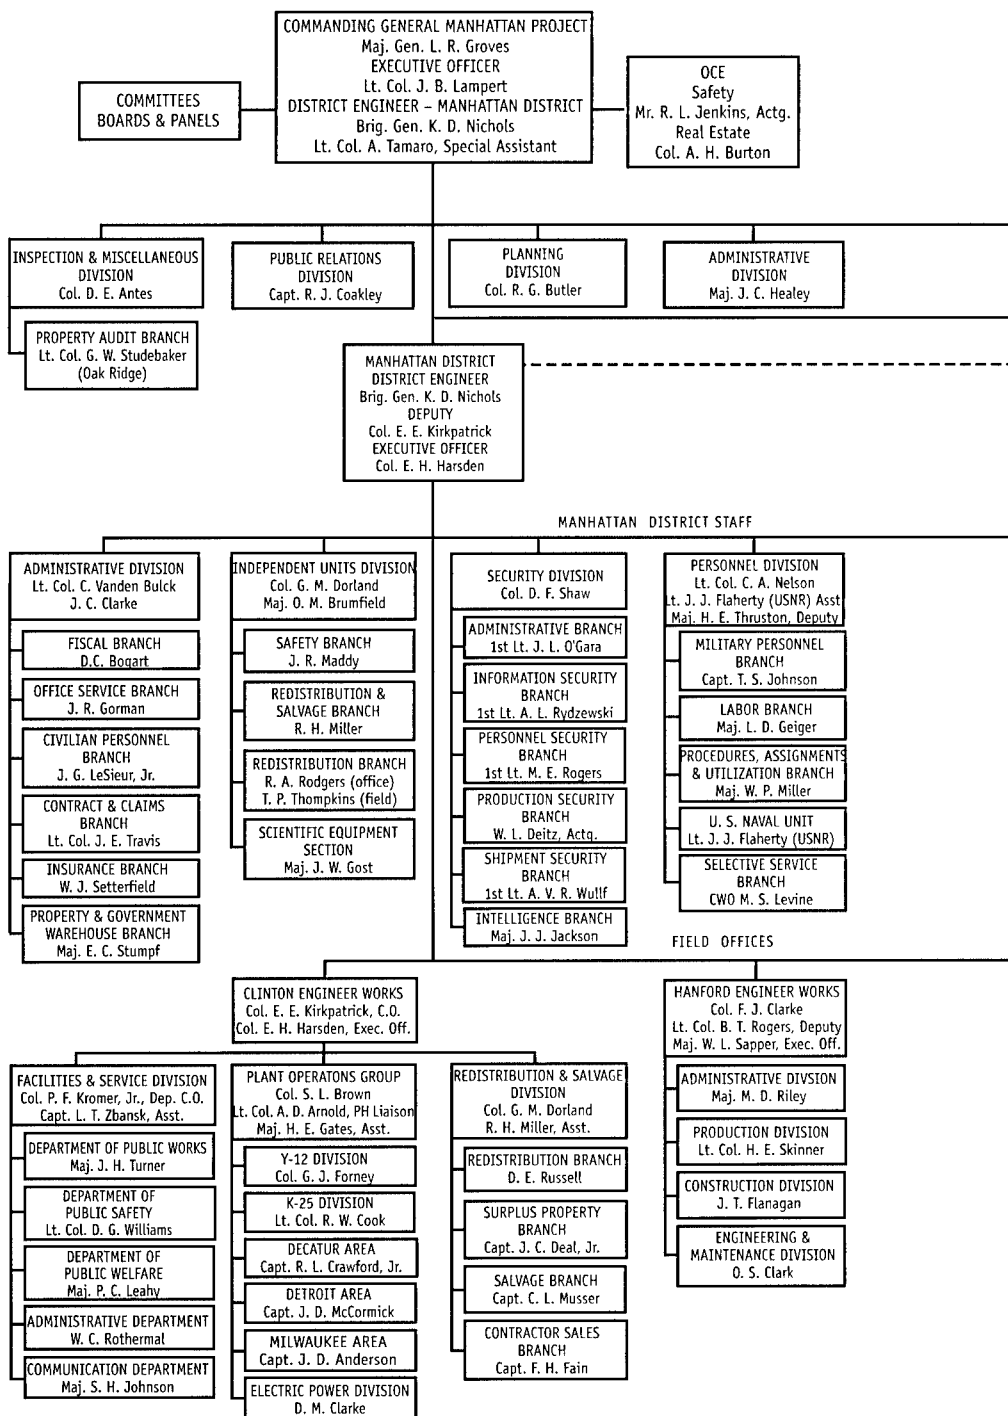 COMMANDING GENERAL MANHATTAN PROJECT
Maj. Gen. L. R. Groves
EXECUTIVE OFFICER
Lt. Col. J. B. Lampert
DISTRICT ENGINEER – MANHATTAN DISTRICT
Brig. Gen. K. D. Nichols
Lt. Col. A. Tamaro, Special Assistant
COMMITTEES
BOARDS & PANELS
OCE
Safety
Mr. R. L. Jenkins, Actg.
Real Estate
Col. A. H. Burton
INSPECTION & MISCELLANEOUS
DIVISION
Col. D. E. Antes
PROPERTY AUDIT BRANCH
Lt. Col. G. W. Studebaker
(Oak Ridge)
PUBLIC RELATIONS
DIVISION
Capt. R. J. Coakley
PLANNING
DIVISION
Col. R. G. Butler
ADMINISTRATIVE
DIVISION
Maj. J. C. Healey
MANHATTAN DISTRICT
DISTRICT ENGINEER
Brig. Gen. K. D. Nichols
DEPUTY
Col. E. E. Kirkpatrick
EXECUTIVE OFFICER
Col. E. H. Harsden
MANHATTAN DISTRICT STAFF
ADMINISTRATIVE DIVISION
Lt. Col. C. Vanden Bulck
J. C. Clarke
FISCAL BRANCH
D.C. Bogart
OFFICE SERVICE BRANCH
J. R. Gorman
CIVILIAN PERSONNEL
BRANCH
J. G. LeSieur, Jr.
CONTRACT & CLAIMS
BRANCH
Lt. Col. J. E. Travis
INSURANCE BRANCH
W. J. Setterfield
PROPERTY & GOVERNMENT
WAREHOUSE BRANCH
Maj. E. C. Stumpf
INDEPENDENT UNITS DIVISION
Col. G. M. Dorland
Maj. O. M. Brumfield
SAFETY BRANCH
J. R. Maddy
REDISTRIBUTION &
SALVAGE BRANCH
R. H. Miller
REDISTRIBUTION BRANCH
R. A. Rodgers (office)
T. P. Thompkins (field)
SCIENTIFIC EQUIPMENT
SECTION
Maj. J. W. Gost
SECURITY DIVISION
Col. D. F. Shaw
ADMINISTRATIVE BRANCH
1st Lt. J. L. O'Gara
INFORMATION SECURITY
BRANCH
1st Lt. A. L. Rydzewski
PERSONNEL SECURITY
BRANCH
1st Lt. M. E. Rogers
PRODUCTION SECURITY
BRANCH
W. L. Deitz, Actg.
SHIPMENT SECURITY
BRANCH
1st Lt. A. V. R. Wullf
INTELLIGENCE BRANCH
Maj. J. J. Jackson
PERSONNEL DIVISION
Lt. Col. C. A. Nelson
Lt. J. J. Flaherty (USNR) Asst
Maj. H. E. Thruston, Deputy
MILITARY PERSONNEL
BRANCH
Capt. T. S. Johnson
LABOR BRANCH
Maj. L. D. Geiger
PROCEDURES, ASSIGNMENTS
& UTILIZATION BRANCH
Maj. W. P. Miller
U. S. NAVAL UNIT
Lt. J. J. Flaherty (USNR)
SELECTIVE SERVICE
BRANCH
CWO M. S. Levine
FIELD OFFICES
CLINTON ENGINEER WORKS
Col. E. E. Kirkpatrick, C.O.
Col. E. H. Harsden, Exec. Off.
FACILITIES & SERVICE DIVISION
Col. P. F. Kromer, Jr., Dep. C.O.
Capt. L. T. Zbansk, Asst.
DEPARTMENT OF PUBLIC WORKS
Maj. J. H. Turner
DEPARTMENT OF
PUBLIC SAFETY
Lt. Col. D. G. Williams
DEPARTMENT OF
PUBLIC WELFARE
Maj. P. C. Leahy
ADMINISTRATIVE DEPARTMENT
W. C. Rothermal
COMMUNICATION DEPARTMENT
Maj. S. H. Johnson
PLANT OPERATONS GROUP
Col. S. L. Brown
Lt. Col. A. D. Arnold, PH Liaison
Maj. H. E. Gates, Asst.
Y-12 DIVISION
Col. G. J. Forney
K-25 DIVISION
Lt. Col. R. W. Cook
DECATUR AREA
Capt. R. L. Crawford, Jr.
DETROIT AREA
Capt. J. D. McCormick
MILWAUKEE AREA
Capt. J. D. Anderson
ELECTRIC POWER DIVISION
D. M. Clarke
REDISTRIBUTION & SALVAGE
DIVISION
Col. G. M. Dorland
R. H. Miller, Asst.
REDISTRIBUTION BRANCH
D. E. Russell
SURPLUS PROPERTY
BRANCH
Capt. J. C. Deal, Jr.
SALVAGE BRANCH
Capt. C. L. Musser
CONTRACTOR SALES
BRANCH
Capt. F. H. Fain
HANFORD ENGINEER WORKS
Col. F. J. Clarke
Lt. Col. B. T. Rogers, Deputy
Maj. W. L. Sapper, Exec. Off.
ADMINISTRATIVE DIVSION
Maj. M. D. Riley
PRODUCTION DIVISION
Lt. Col. H. E. Skinner
CONSTRUCTION DIVISION
J. T. Flanagan
ENGINEERING &
MAINTENANCE DIVISION
O. S. Clark